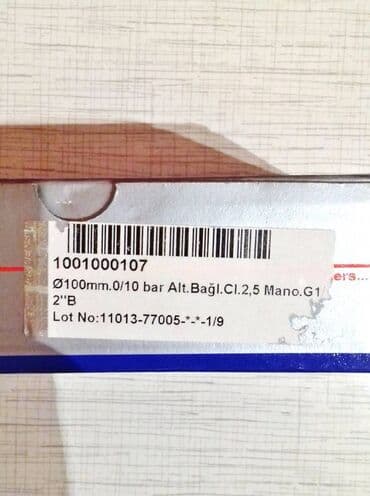 1001000107
Ø100mm.0/10 bar Alt.Bağl.Cl.2,5 Mano.G1
2"B
Lot No:11013-77005-*-*-1/9
ers...